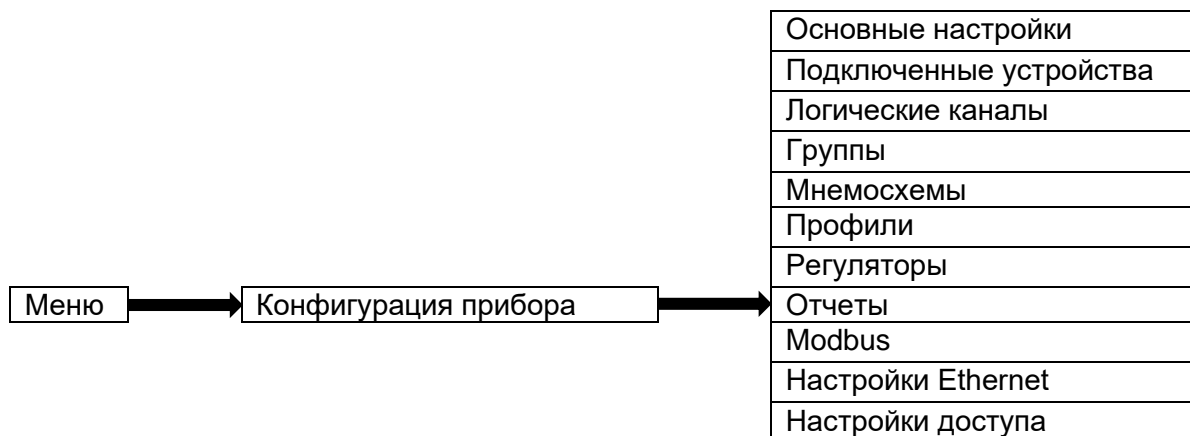 Основные настройки
Подключенные устройства
Логические каналы
Группы
Мнемосхемы
Профили
Регуляторы
Меню
Конфигурация прибора
Отчеты
Modbus
Настройки Ethernet
Настройки доступа